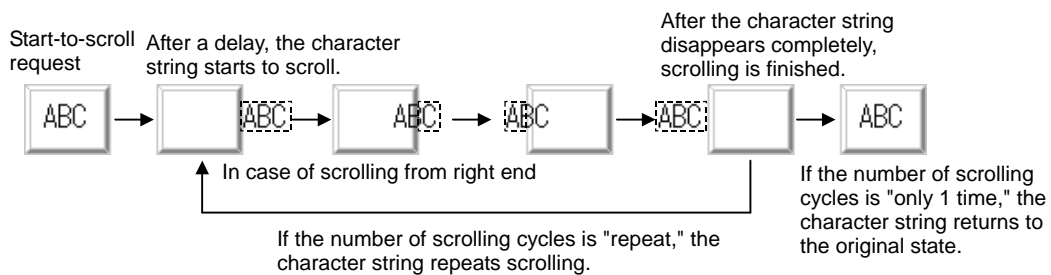 Start-to-scroll
request
After a delay, the character
string starts to scroll.
After the character string
disappears completely,
scrolling is finished.
ABC
ABC
ABC
ABC
ABC
ABC
In case of scrolling from right end
If the number of scrolling
cycles is "only 1 time," the
character string returns to
the original state.
If the number of scrolling cycles is "repeat," the
character string repeats scrolling.